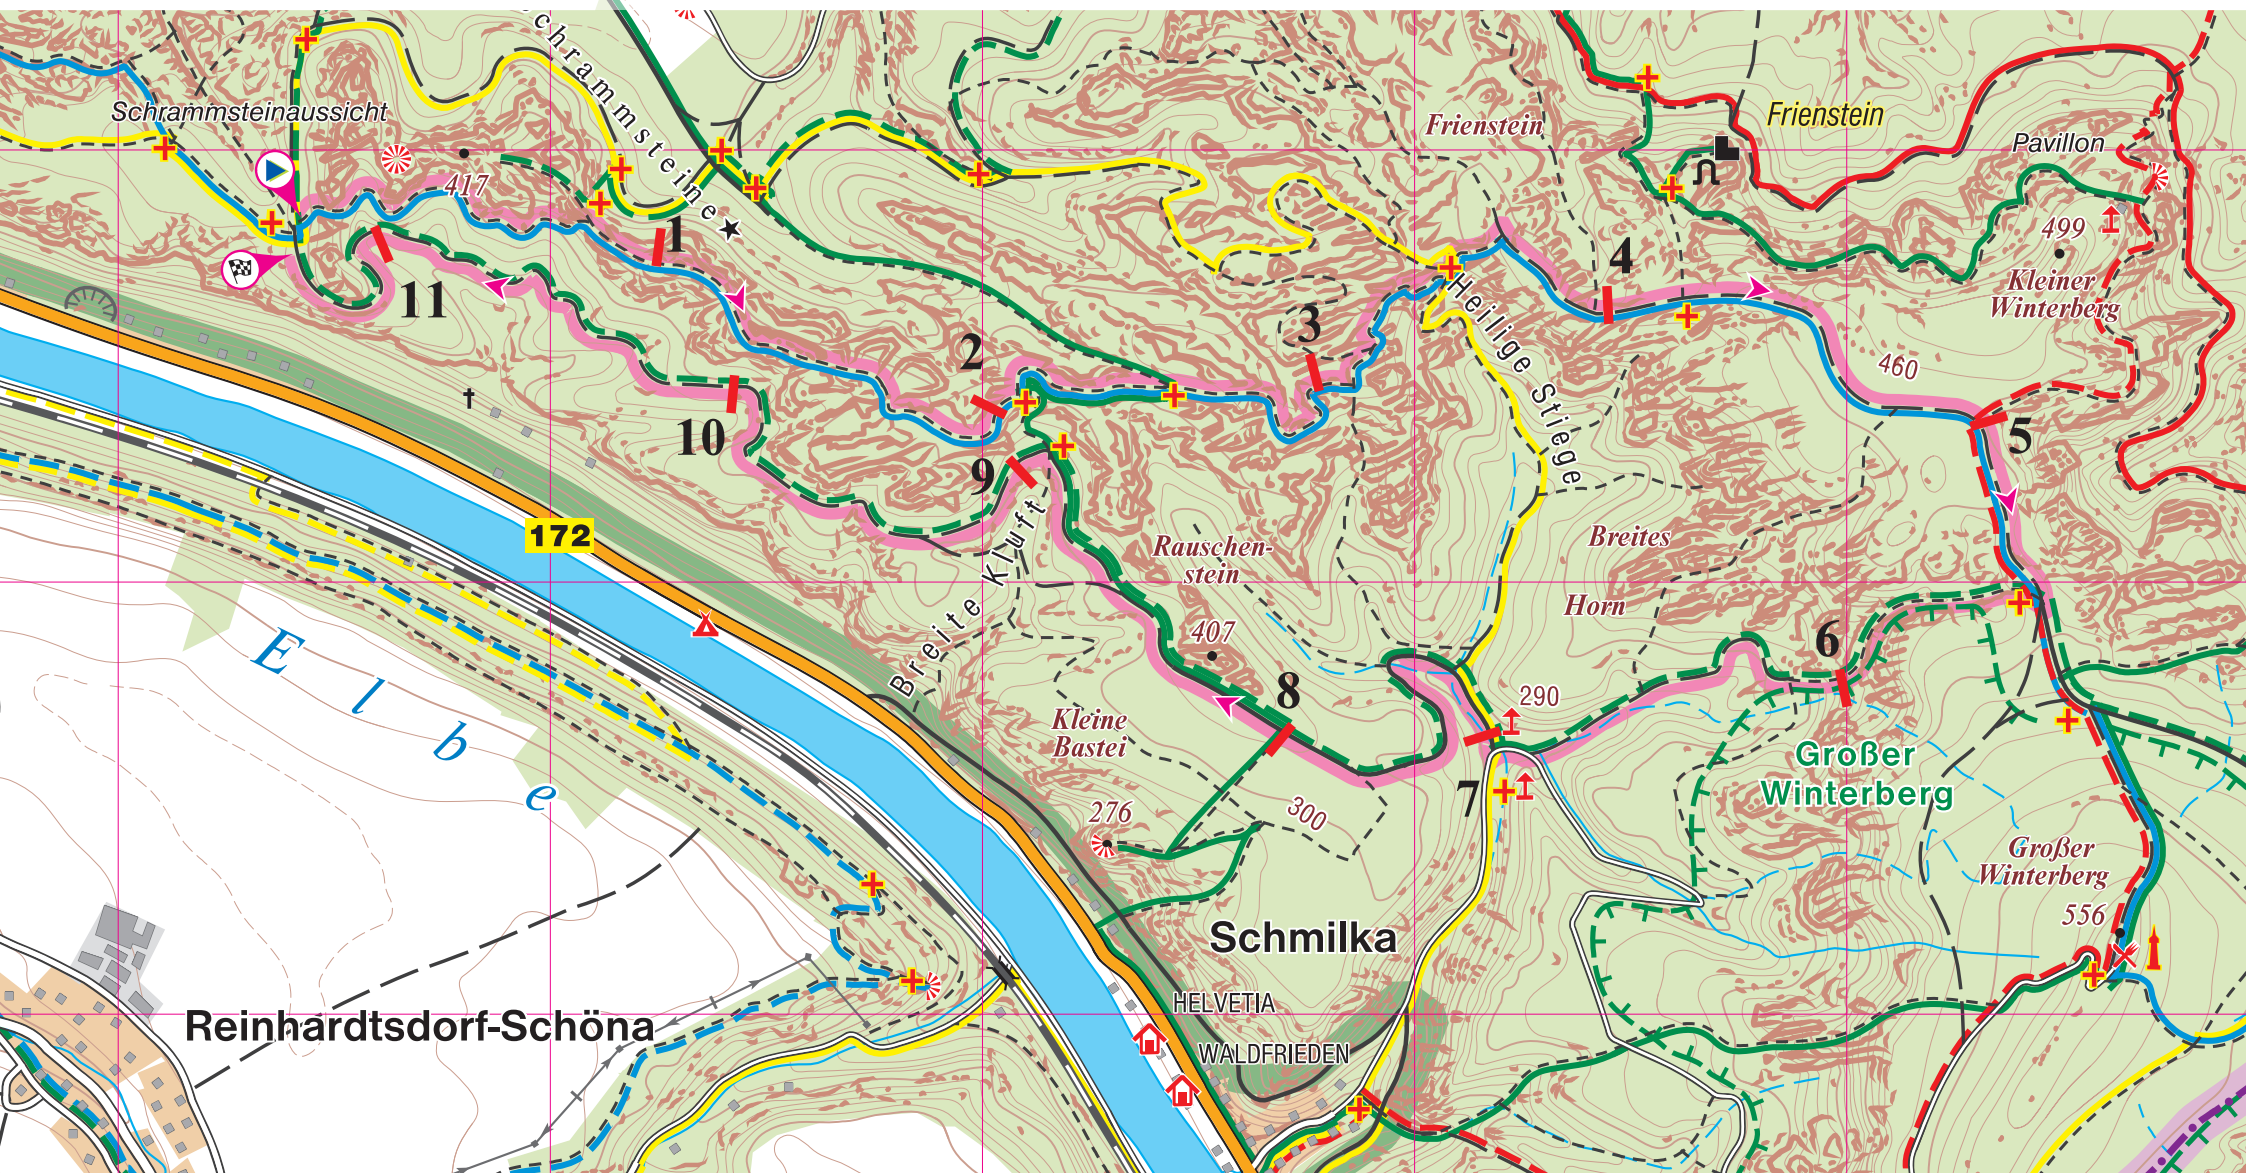 Schrammsteine
Schrammsteinaussicht
417
1
Frienstein
Frienstein
Pavillon
499
Kleiner
Winterberg
4
11
2
3
Heilige Stiege
460
10
9
5
172
Breite Kluft
Rauschen-
stein
407
Breites
Horn
6
Elbe
Kleine
Bastei
8
290
276
300
7
Großer
Winterberg
Großer
Winterberg
556
Schmilka
HELVETIA
WALDFRIEDEN
Reinhardtsdorf-Schöna